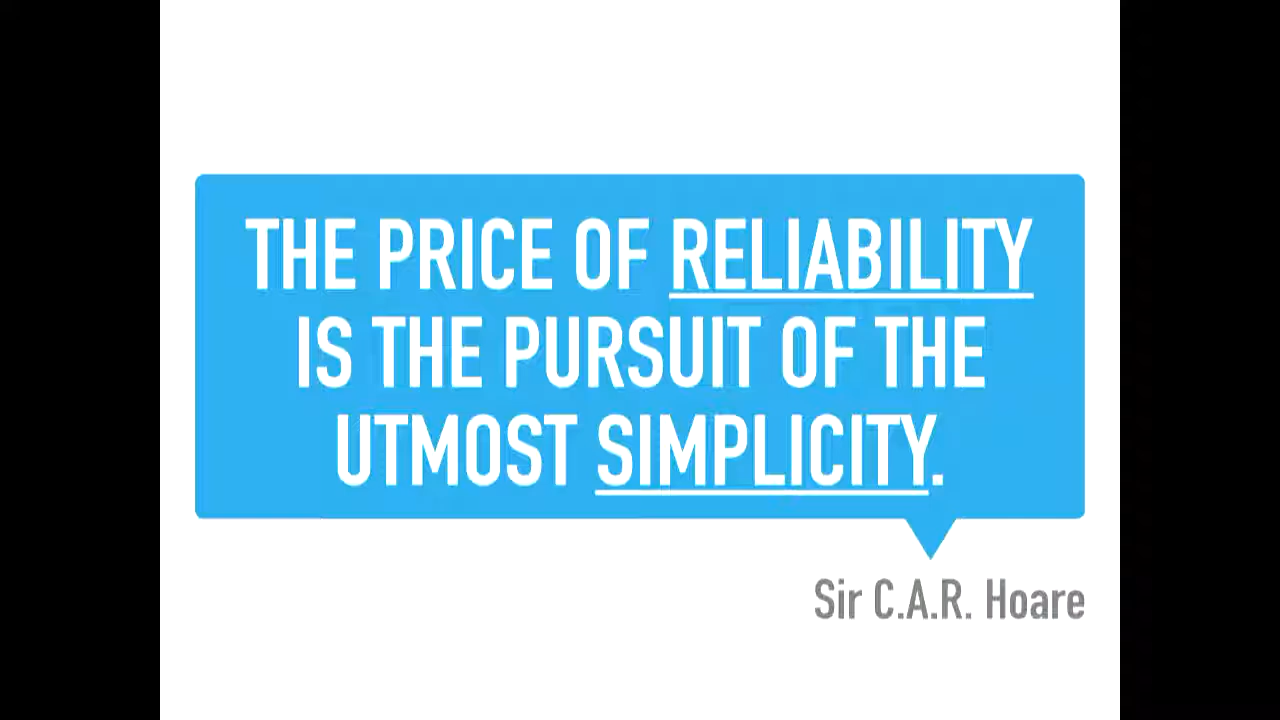 THE PRICE OF RELIABILITY
IS THE PURSUIT OF THE
UTMOST SIMPLICITY.
Sir C.A.R. Hoare